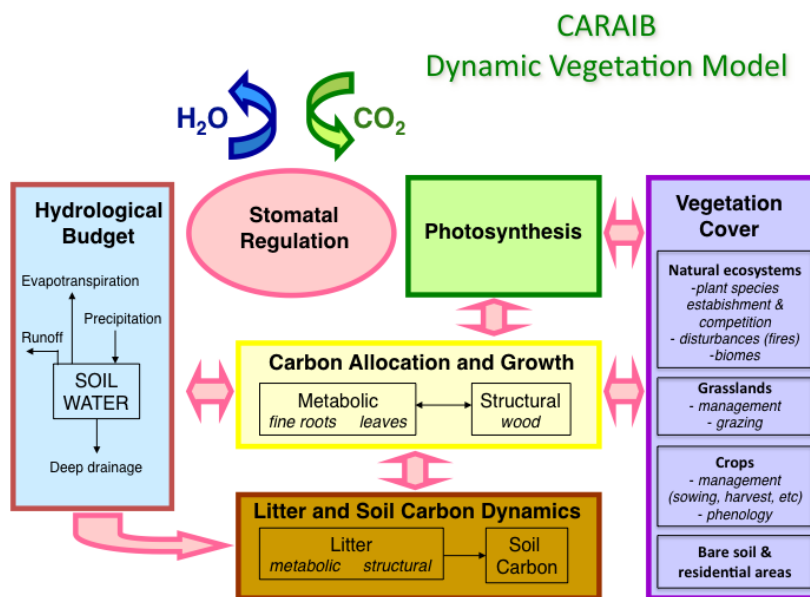 CARAIB
Dynamic Vegetation Model
H₂O
CO₂
Hydrological
Budget
Evapotranspiration
Precipitation
Runoff
SOIL
WATER
Deep drainage
Stomatal
Regulation
Photosynthesis
Carbon Allocation and Growth
Metabolic
fine roots leaves
Structural
wood
Litter and Soil Carbon Dynamics
Litter
metabolic structural
Soil
Carbon
Vegetation
Cover
Natural ecosystems
-plant species
estabishment &
competition
- disturbances (fires)
-biomes
Grasslands
- management
- grazing
Crops
- management
(sowing, harvest, etc)
- phenology
Bare soil &
residential areas